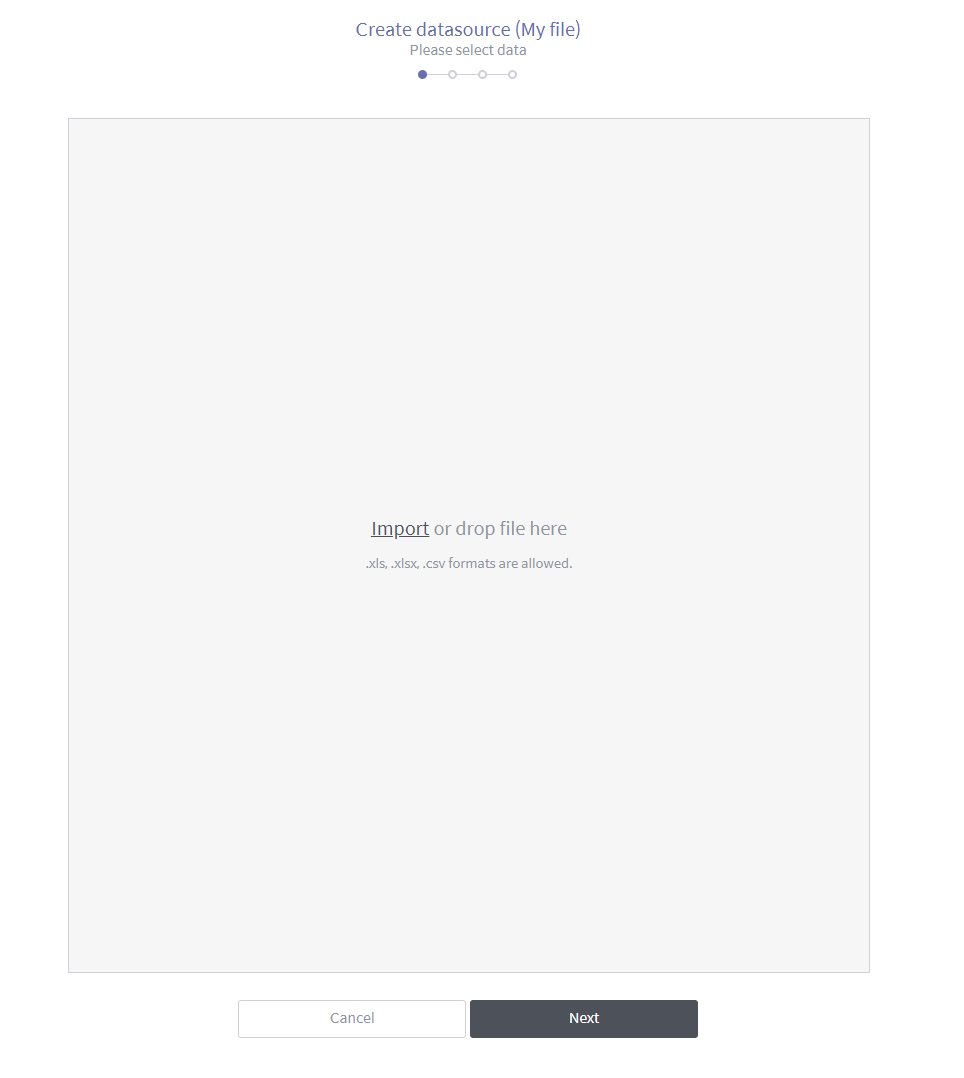 Create datasource (My file)
Please select data
Import or drop file here
.xls, .xlsx, .csv formats are allowed.
Cancel
Next